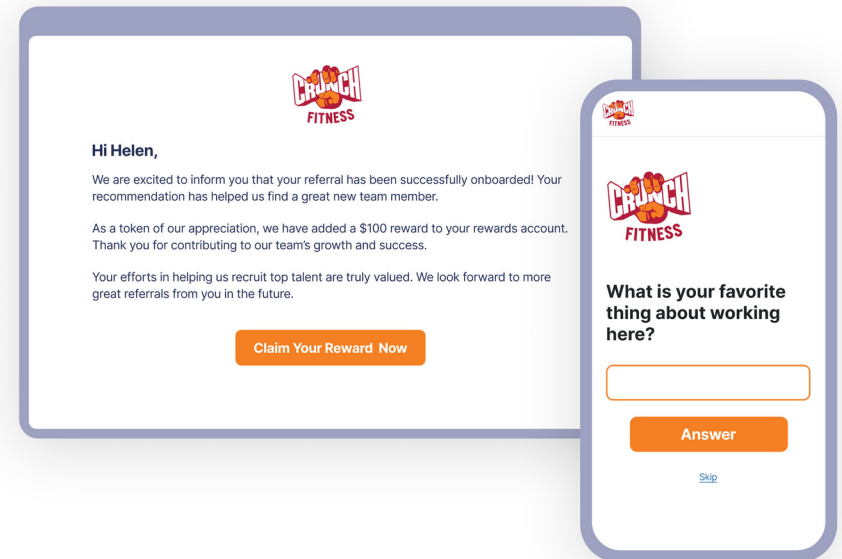 CRUNCH
FITNESS
Hi Helen,
We are excited to inform you that your referral has been successfully onboarded! Your
recommendation has helped us find a great new team member.
As a token of our appreciation, we have added a $100 reward to your rewards account.
Thank you for contributing to our team's growth and success.
Your efforts in helping us recruit top talent are truly valued. We look forward to more
great referrals from you in the future.
Claim Your Reward Now
CRUNCH
FITNESS
CRUNCH
FITNESS
What is your favorite
thing about working
here?
Answer
Skip